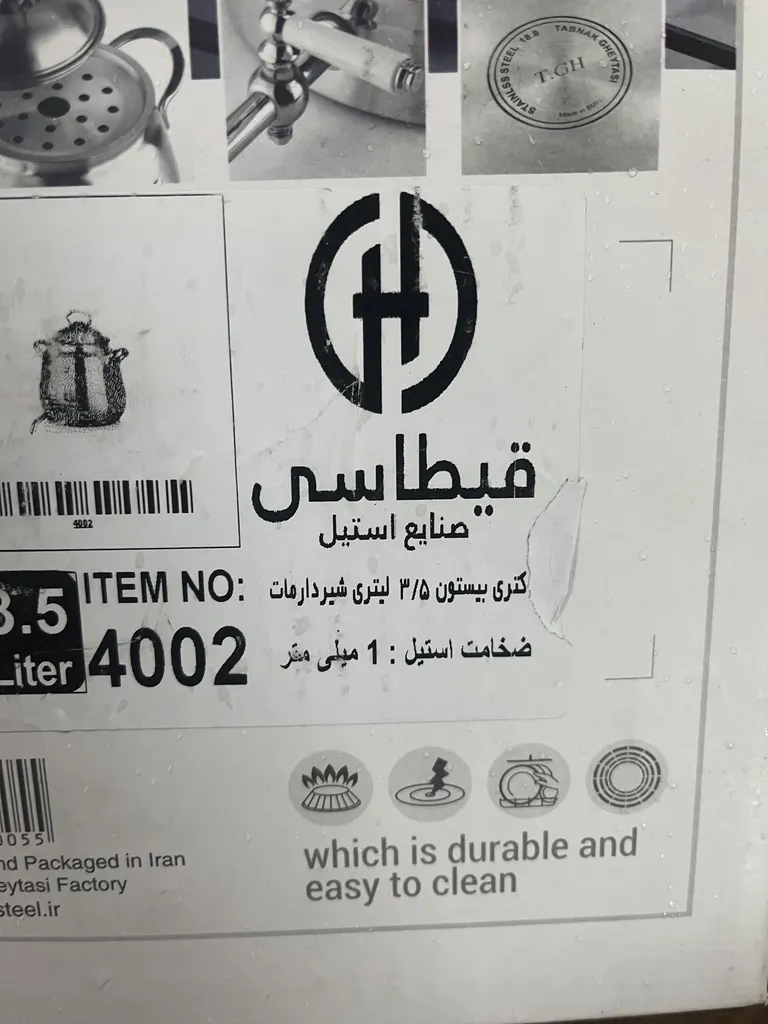 STAINLESS STEEL 18.8 TABNAK GHEYTASI
T.GH
Made in IRAN
قیطاسی
صنایع استیل
4002
3.5
Liter
ITEM NO:
4002
کتری بیستون ۳/۵ لیتری شیردار مات
ضخامت استیل : 1 میلی متر
0055
nd Packaged in Iran
eytasi Factory
steel.ir
which is durable and
easy to clean